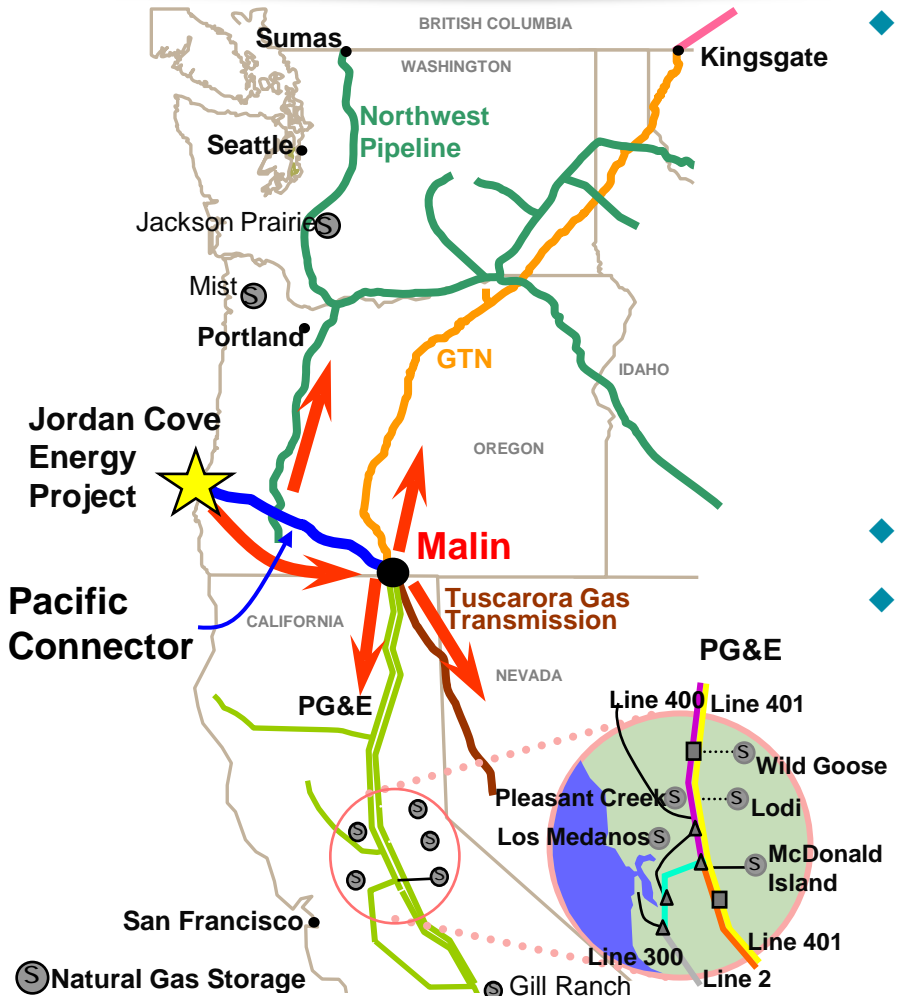 BRITISH COLUMBIA
Sumas
WASHINGTON
Kingsgate
Northwest
Pipeline
Seattle
Jackson Prairie
S
Mist
S
Portland
GTN
IDAHO
Jordan Cove
Energy
Project
OREGON
Malin
Pacific
Connector
CALIFORNIA
Tuscarora Gas
Transmission
NEVADA
PG&E
PG&E
Line 400
Line 401
S
Wild Goose
Pleasant Creek
S
S
Lodi
Los Medanos
S
S
McDonald
Island
S
S
S
S
S
San Francisco
Line 300
Line 401
Line 2
S
Natural Gas Storage
S
Gill Ranch